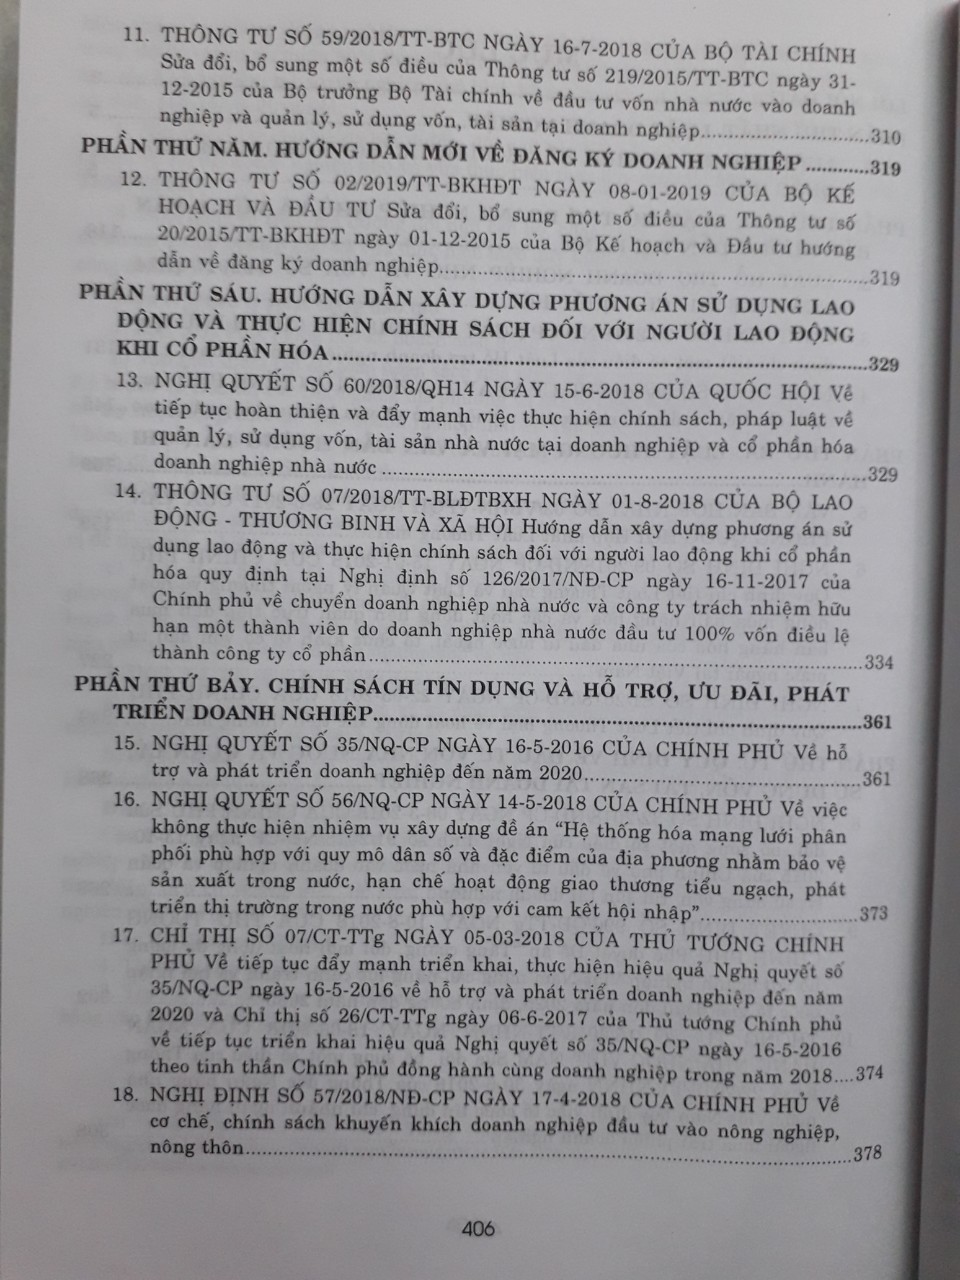 11. THÔNG TƯ SỐ 59/2018/TT-BTC NGÀY 16-7-2018 CỦA BỘ TÀI CHÍNH
Sửa đổi, bổ sung một số điều của Thông tư số 219/2015/TT-BTC ngày 31-
12-2015 của Bộ trưởng Bộ Tài chính về đầu tư vốn nhà nước vào doanh
nghiệp và quản lý, sử dụng vốn, tài sản tại doanh nghiệp....................310
PHẦN THỨ NĂM. HƯỚNG DẪN MỚI VỀ ĐĂNG KÝ DOANH NGHIỆP ...........319
12. THÔNG TƯ SỐ 02/2019/TT-BKHĐT NGÀY 08-01-2019 CỦA BỘ KẾ
HOẠCH VÀ ĐẦU TƯ Sửa đổi, bổ sung một số điều của Thông tư số
20/2015/TT-BKHĐT ngày 01-12-2015 của Bộ Kế hoạch và Đầu tư hướng
dẫn về đăng ký doanh nghiệp....................319
PHẦN THỨ SÁU. HƯỚNG DẪN XÂY DỰNG PHƯƠNG ÁN SỬ DỤNG LAO
ĐỘNG VÀ THỰC HIỆN CHÍNH SÁCH ĐỐI VỚI NGƯỜI LAO ĐỘNG
KHI CỔ PHẦN HÓA....................329
13. NGHỊ QUYẾT SỐ 60/2018/QH14 NGÀY 15-6-2018 CỦA QUỐC HỘI Về
tiếp tục hoàn thiện và đẩy mạnh việc thực hiện chính sách, pháp luật về
quản lý, sử dụng vốn, tài sản nhà nước tại doanh nghiệp và cổ phần hóa
doanh nghiệp nhà nước ....................329
14. THÔNG TƯ SỐ 07/2018/TT-BLĐTBXH NGÀY 01-8-2018 CỦA BỘ LAO
ĐỘNG - THƯƠNG BINH VÀ XÃ HỘI Hướng dẫn xây dựng phương án sử
dụng lao động và thực hiện chính sách đối với người lao động khi cổ phần
hóa quy định tại Nghị định số 126/2017/NĐ-CP ngày 16-11-2017 của
Chính phủ về chuyển doanh nghiệp nhà nước và công ty trách nhiệm hữu
hạn một thành viên do doanh nghiệp nhà nước đầu tư 100% vốn điều lệ
thành công ty cổ phần....................334
PHẦN THỨ BẢY. CHÍNH SÁCH TÍN DỤNG VÀ HỖ TRỢ, ƯU ĐÃI, PHÁT
TRIỂN DOANH NGHIỆP....................361
15. NGHỊ QUYẾT SỐ 35/NQ-CP NGÀY 16-5-2016 CỦA CHÍNH PHỦ Về hỗ
trợ và phát triển doanh nghiệp đến năm 2020....................361
16. NGHỊ QUYẾT SỐ 56/NQ-CP NGÀY 14-5-2018 CỦA CHÍNH PHỦ Về việc
không thực hiện nhiệm vụ xây dựng đề án “Hệ thống hóa mạng lưới phân
phối phù hợp với quy mô dân số và đặc điểm của địa phương nhằm bảo vệ
sản xuất trong nước, hạn chế hoạt động giao thương tiểu ngạch, phát
triển thị trường trong nước phù hợp với cam kết hội nhập”....................373
17. CHỈ THỊ SỐ 07/CT-TTg NGÀY 05-03-2018 CỦA THỦ TƯỚNG CHÍNH
PHỦ Về tiếp tục đẩy mạnh triển khai, thực hiện hiệu quả Nghị quyết số
35/NQ-CP ngày 16-5-2016 về hỗ trợ và phát triển doanh nghiệp đến năm
2020 và Chỉ thị số 26/CT-TTg ngày 06-6-2017 của Thủ tướng Chính phủ
về tiếp tục triển khai hiệu quả Nghị quyết số 35/NQ-CP ngày 16-5-2016
theo tinh thần Chính phủ đồng hành cùng doanh nghiệp trong năm 2018....374
18. NGHỊ ĐỊNH SỐ 57/2018/NĐ-CP NGÀY 17-4-2018 CỦA CHÍNH PHỦ Về
cơ chế, chính sách khuyến khích doanh nghiệp đầu tư vào nông nghiệp,
nông thôn....................378
406